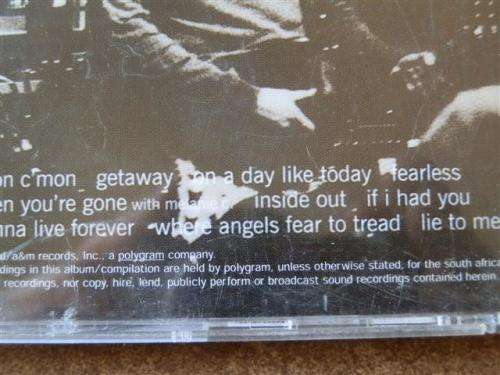 on c'mon getaway on a day like today fearless
en you're gone with melanie c. inside out if i had you
nna live forever where angels fear to tread lie to me
d/a&m records, Inc., a polygram company.
dings in this album/compilation are held by polygram, unless otherwise stated, for the south africa
recordings, nor copy, hire, lend, publicly perform or broadcast sound recordings contained herein